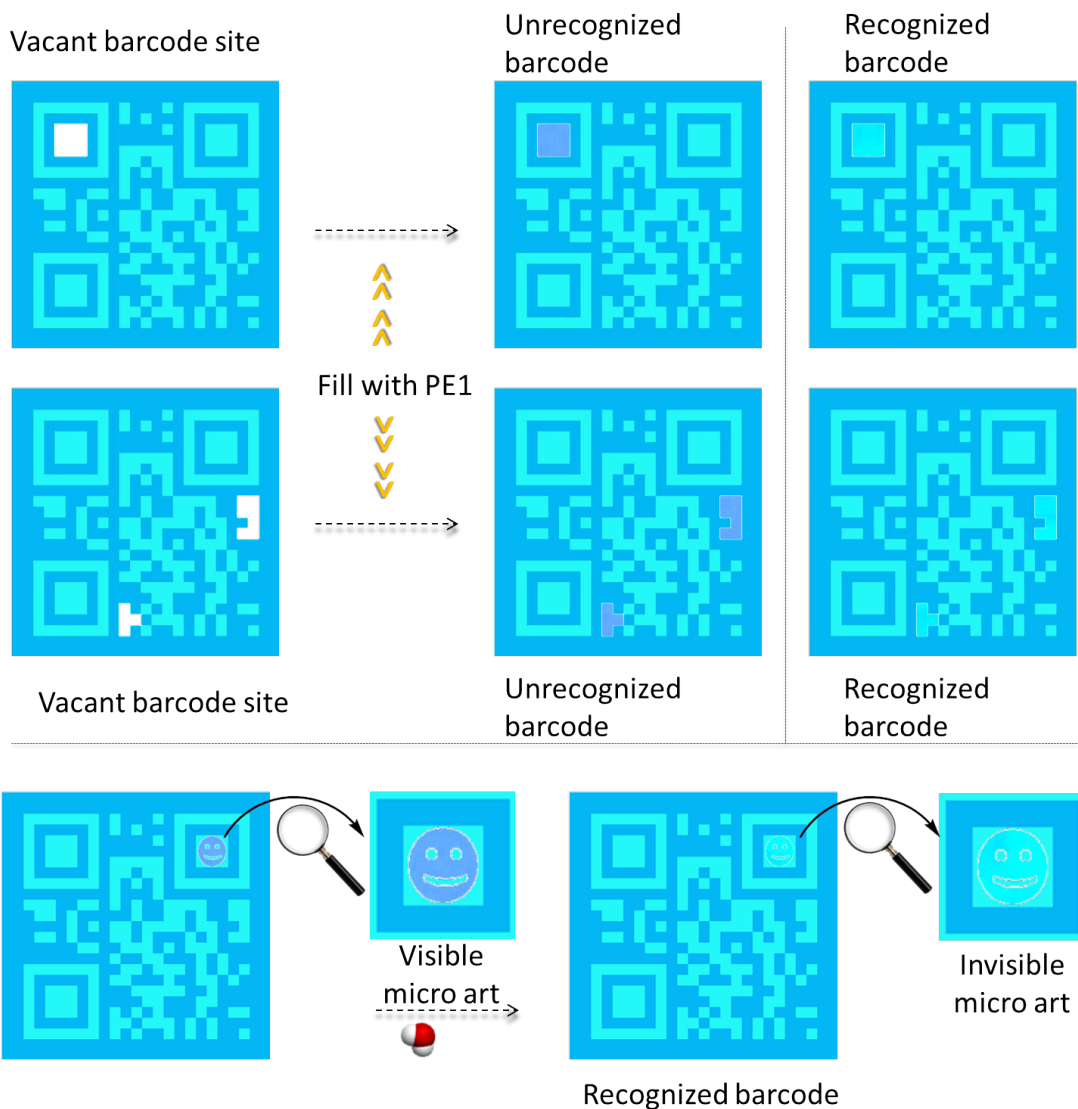 Vacant barcode site
Unrecognized
barcode
Recognized
barcode
Fill with PE1
Vacant barcode site
Unrecognized
barcode
Recognized
barcode
Visible
micro art
Invisible
micro art
Recognized barcode